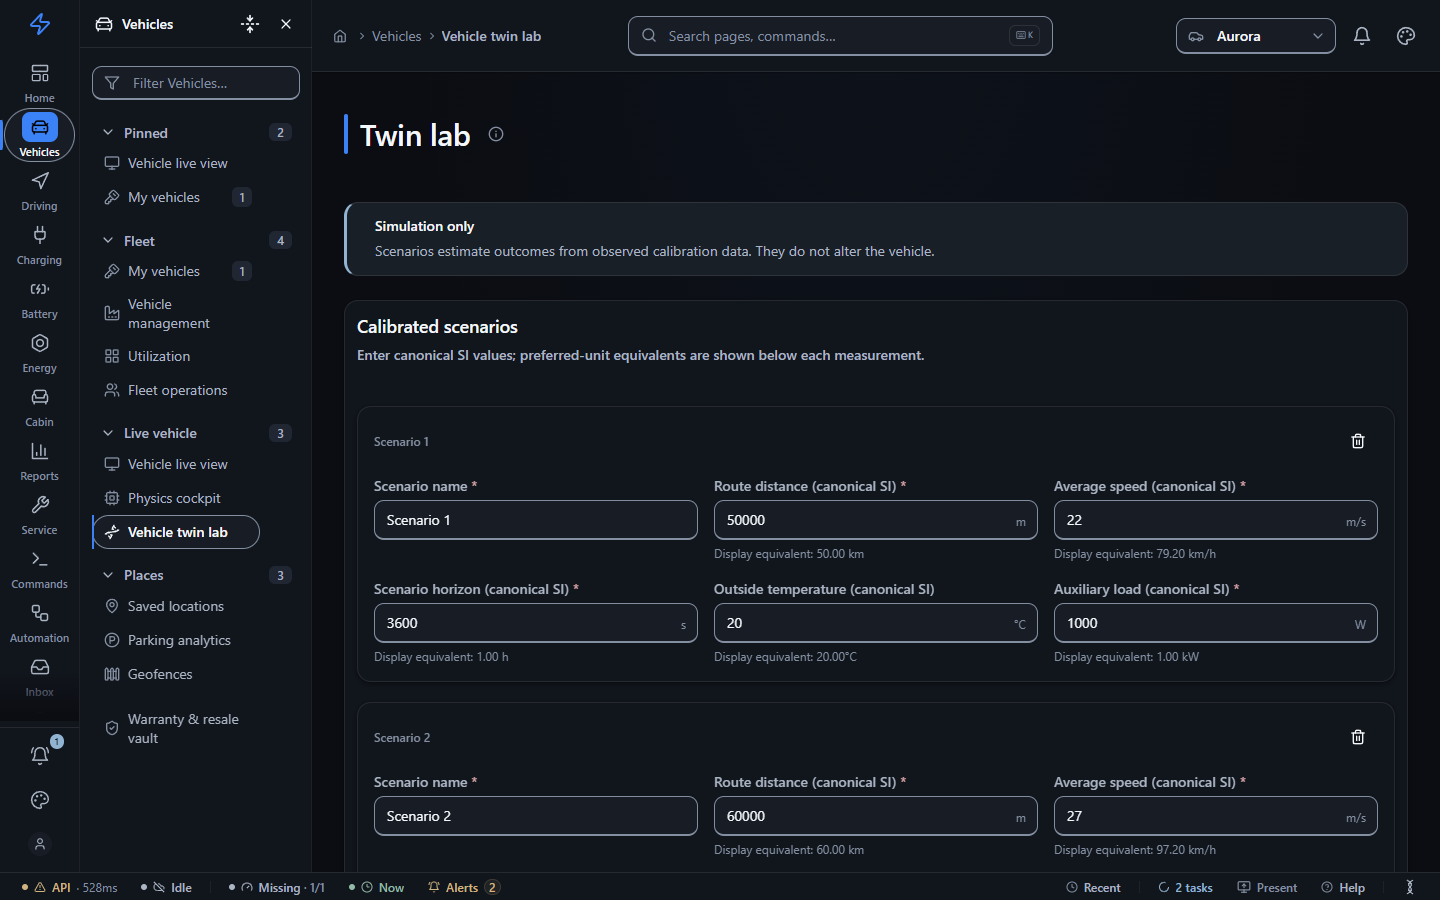 Home
Vehicles
Driving
Charging
Battery
Energy
Cabin
Reports
Service
Commands
Automation
Inbox
1
Vehicles
Filter Vehicles...
Pinned 2
Vehicle live view
My vehicles 1
Fleet 4
My vehicles 1
Vehicle
management
Utilization
Fleet operations
Live vehicle 3
Vehicle live view
Physics cockpit
Vehicle twin lab
Places 3
Saved locations
Parking analytics
Geofences
Warranty & resale
vault
Vehicles Vehicle twin lab
Search pages, commands... K
Aurora
Twin lab
Simulation only
Scenarios estimate outcomes from observed calibration data. They do not alter the vehicle.
Calibrated scenarios
Enter canonical SI values; preferred-unit equivalents are shown below each measurement.
Scenario 1
Scenario name * Route distance (canonical SI) * Average speed (canonical SI) *
Scenario 1 50000 m 22 m/s
Display equivalent: 50.00 km Display equivalent: 79.20 km/h
Scenario horizon (canonical SI) * Outside temperature (canonical SI) Auxiliary load (canonical SI) *
3600 s 20 °C 1000 W
Display equivalent: 1.00 h Display equivalent: 20.00°C Display equivalent: 1.00 kW
Scenario 2
Scenario name * Route distance (canonical SI) * Average speed (canonical SI) *
Scenario 2 60000 m 27 m/s
Display equivalent: 60.00 km Display equivalent: 97.20 km/h
API · 528ms Idle Missing · 1/1 Now Alerts 2 Recent 2 tasks Present Help